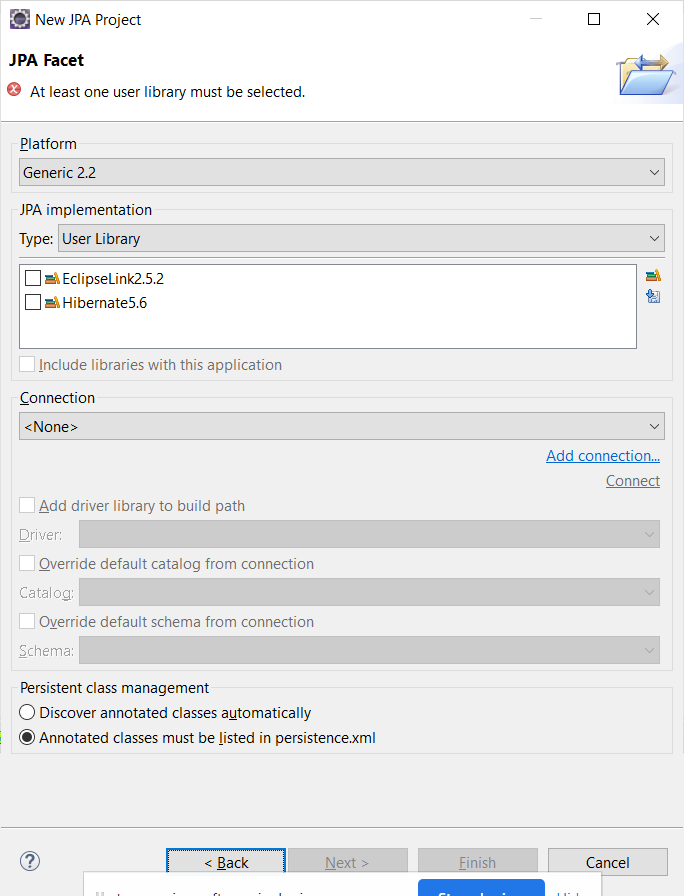 New JPA Project
JPA Facet
At least one user library must be selected.
Platform
Generic 2.2
JPA implementation
Type: User Library
EclipseLink2.5.2
Hibernate5.6
Include libraries with this application
Connection
<None>
Add connection...
Connect
Add driver library to build path
Driver:
Override default catalog from connection
Catalog:
Override default schema from connection
Schema:
Persistent class management
Discover annotated classes automatically
Annotated classes must be listed in persistence.xml
< Back Next > Finish Cancel